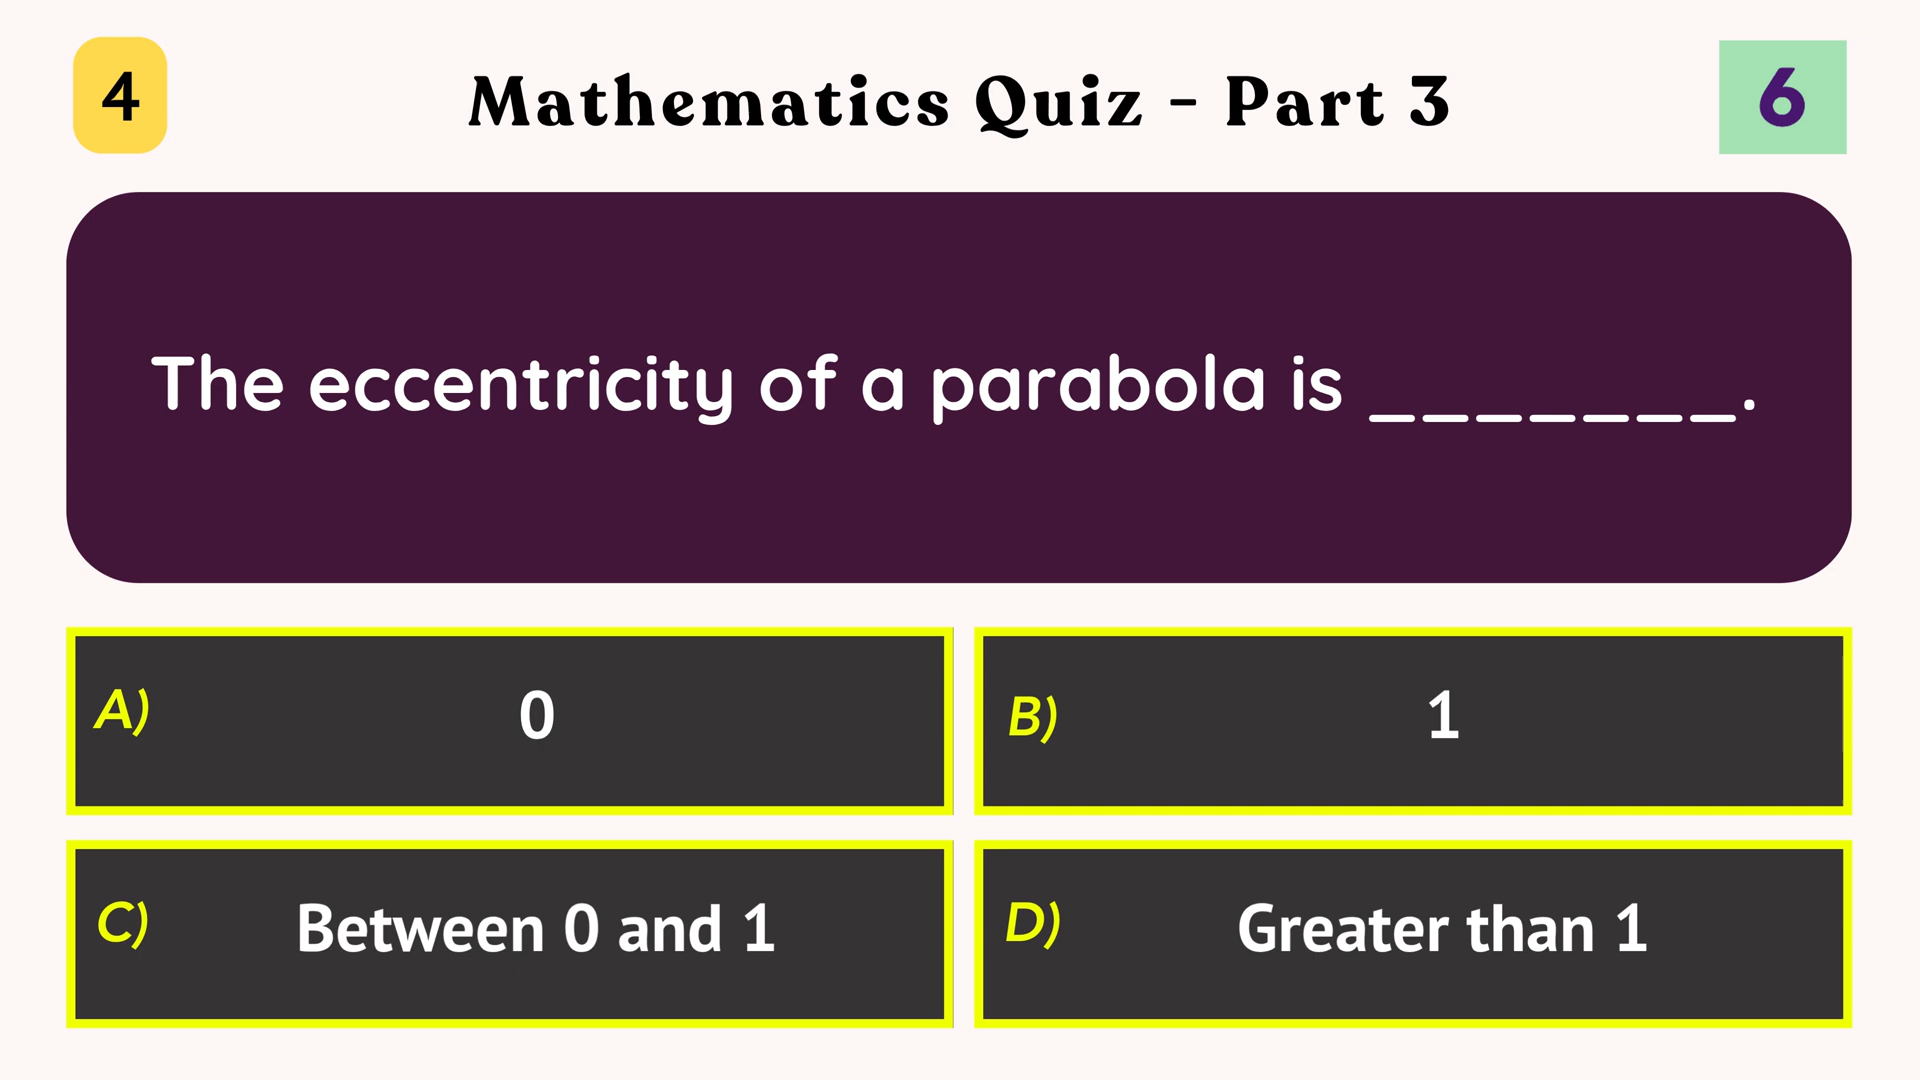 4
Mathematics Quiz - Part 3
6
The eccentricity of a parabola is _______.
A) 0
B) 1
C) Between 0 and 1
D) Greater than 1